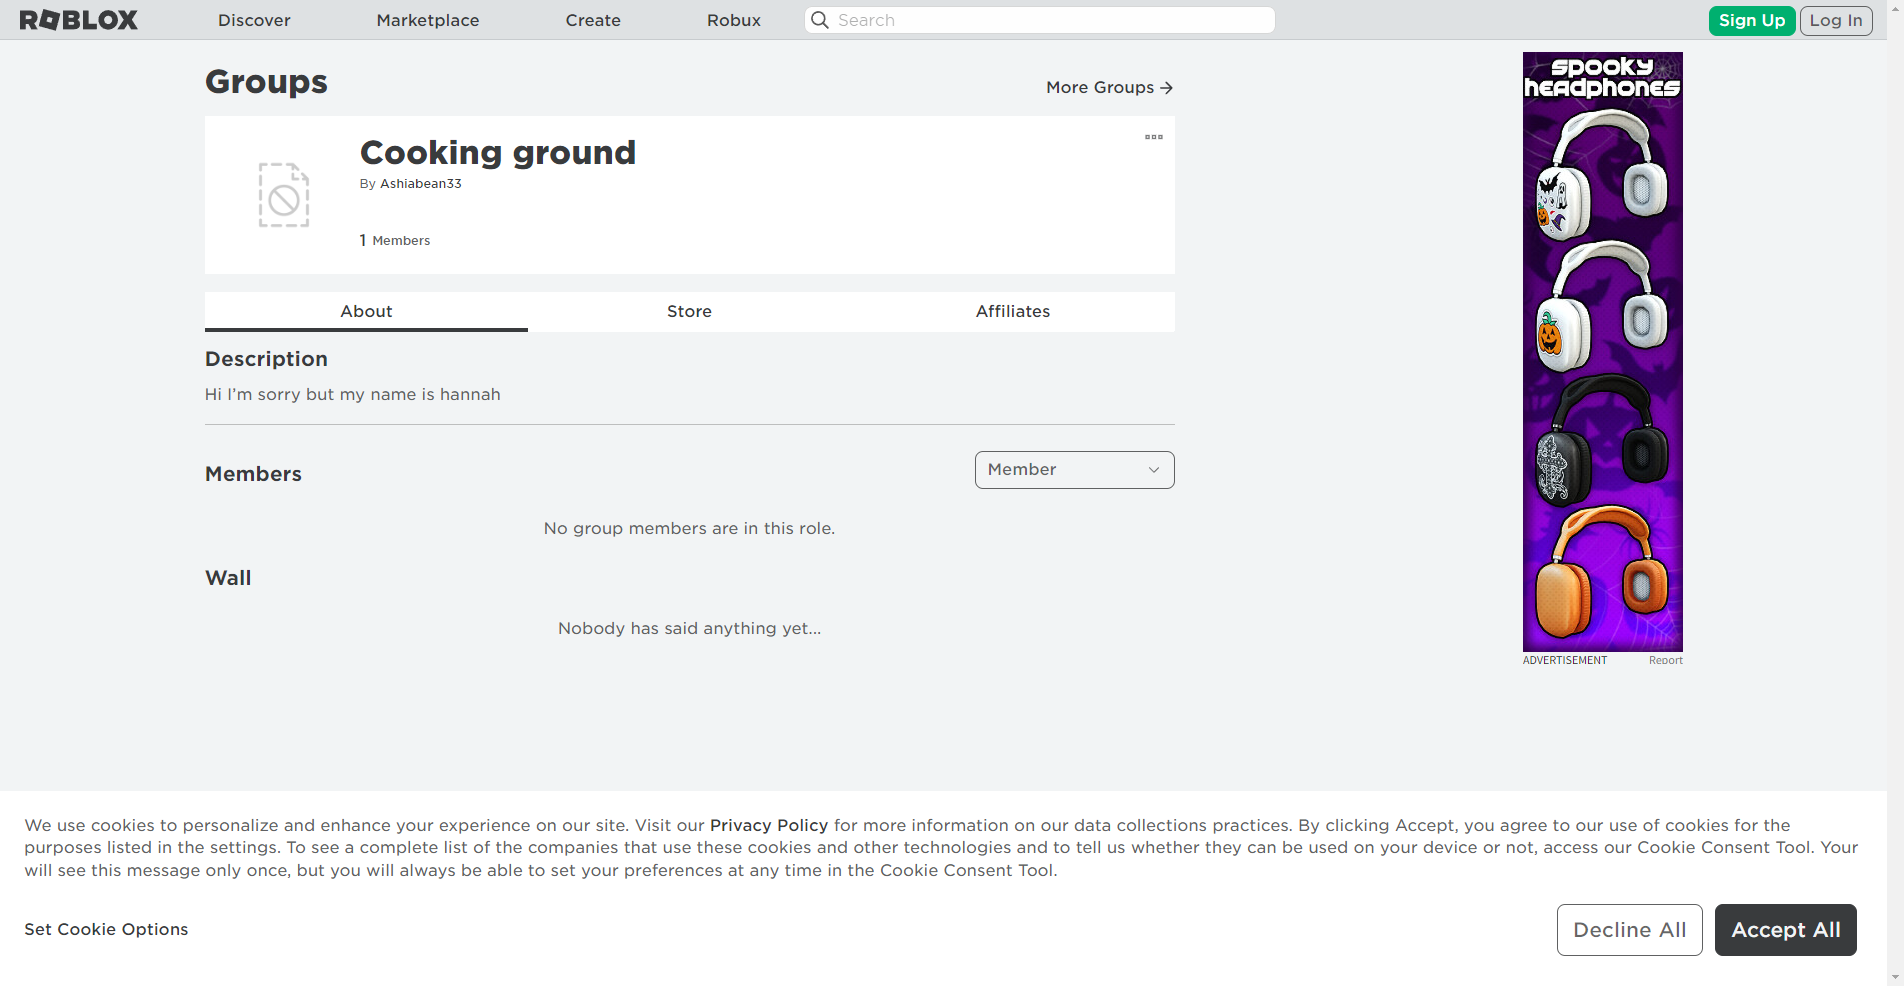 ROBLOX Discover Marketplace Create Robux Search Sign Up Log In
Groups
More Groups
Cooking ground
By Ashiabean33
1 Members
About Store Affiliates
Description
Hi I'm sorry but my name is hannah
Members
Member
No group members are in this role.
Wall
Nobody has said anything yet...
spooky
headphones
ADVERTISEMENT Report
We use cookies to personalize and enhance your experience on our site. Visit our Privacy Policy for more information on our data collections practices. By clicking Accept, you agree to our use of cookies for the
purposes listed in the settings. To see a complete list of the companies that use these cookies and other technologies and to tell us whether they can be used on your device or not, access our Cookie Consent Tool. Your
will see this message only once, but you will always be able to set your preferences at any time in the Cookie Consent Tool.
Set Cookie Options
Decline All
Accept All